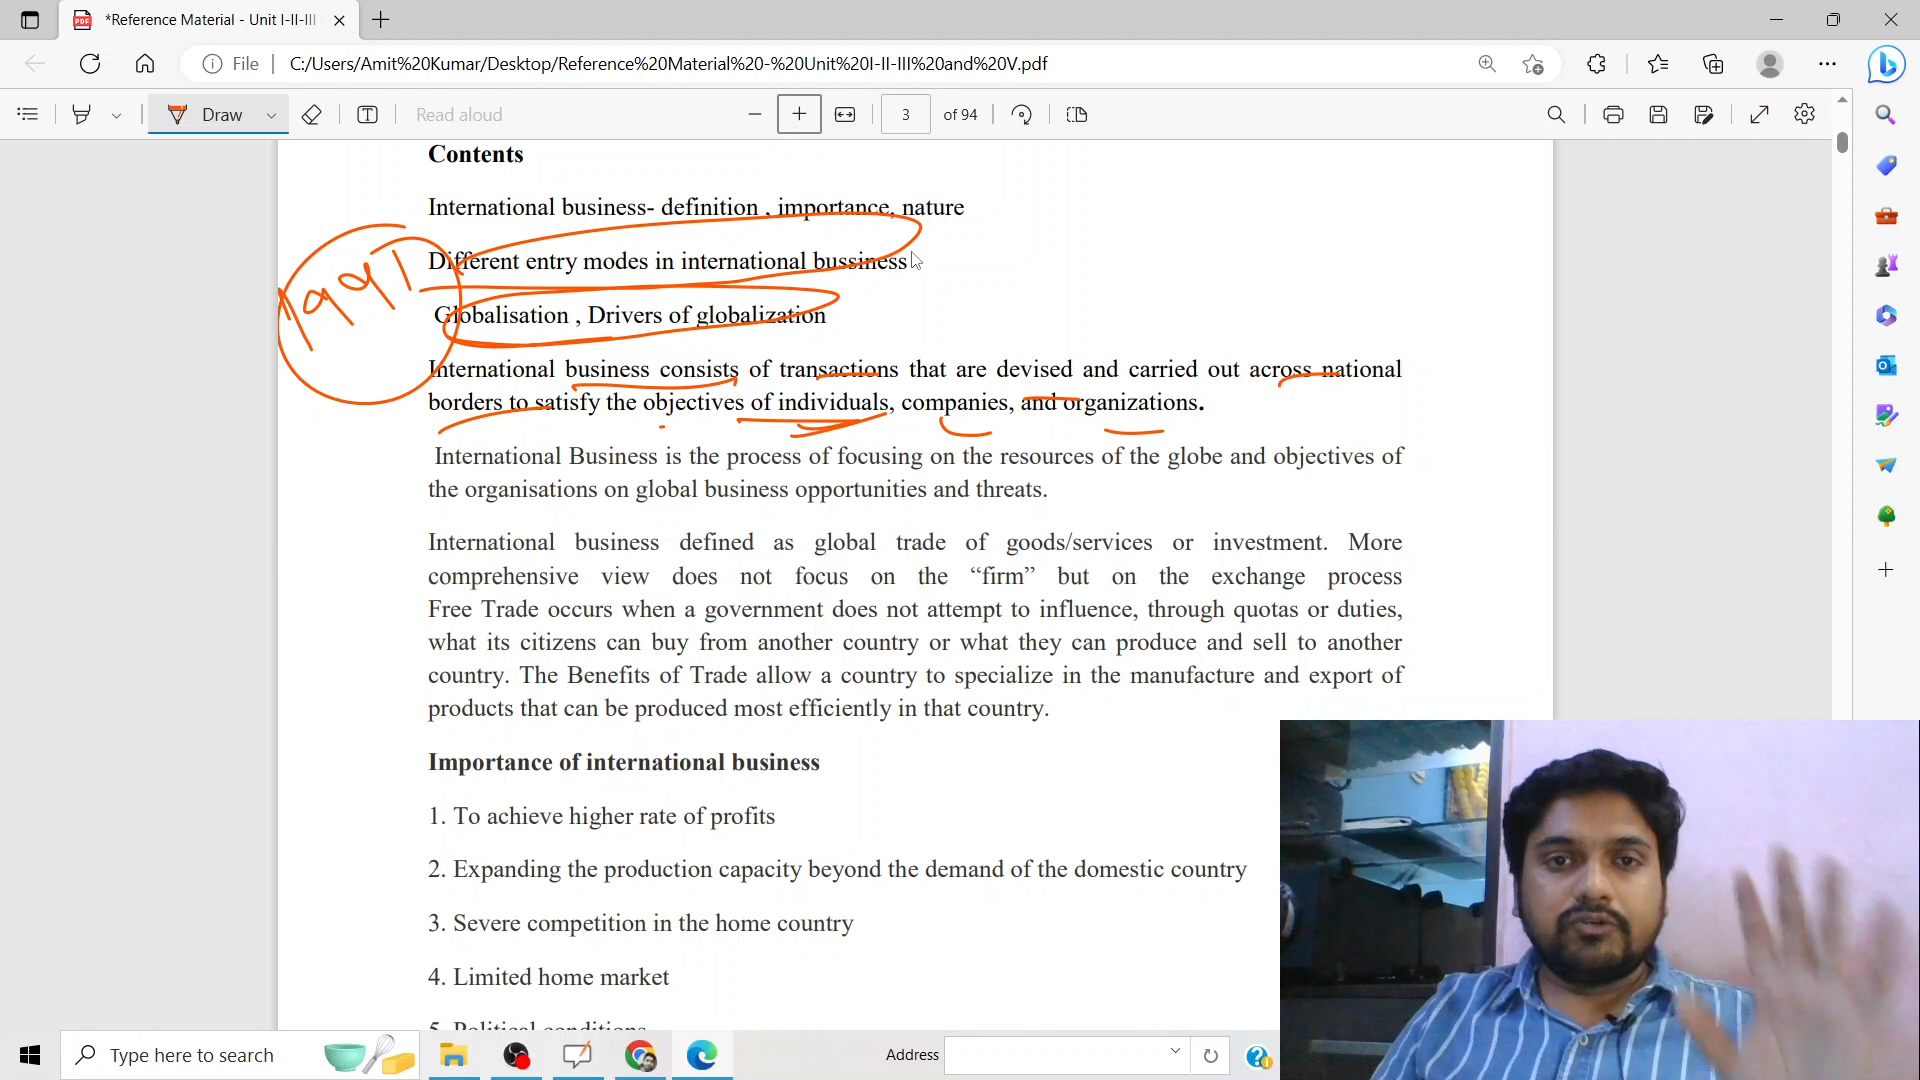 *Reference Material - Unit I-II-III
File
C:/Users/Amit%20Kumar/Desktop/Reference%20Material%20-%20Unit%20I-II-III%20and%20V.pdf
Draw
Read aloud
3
of 94
Contents
International business- definition , importance, nature
Different entry modes in international bussiness
Globalisation , Drivers of globalization
1991
International business consists of transactions that are devised and carried out across national
borders to satisfy the objectives of individuals, companies, and organizations.
International Business is the process of focusing on the resources of the globe and objectives of
the organisations on global business opportunities and threats.
International business defined as global trade of goods/services or investment. More
comprehensive view does not focus on the “firm” but on the exchange process
Free Trade occurs when a government does not attempt to influence, through quotas or duties,
what its citizens can buy from another country or what they can produce and sell to another
country. The Benefits of Trade allow a country to specialize in the manufacture and export of
products that can be produced most efficiently in that country.
Importance of international business
1. To achieve higher rate of profits
2. Expanding the production capacity beyond the demand of the domestic country
3. Severe competition in the home country
4. Limited home market
5. Political conditions
Type here to search
Address